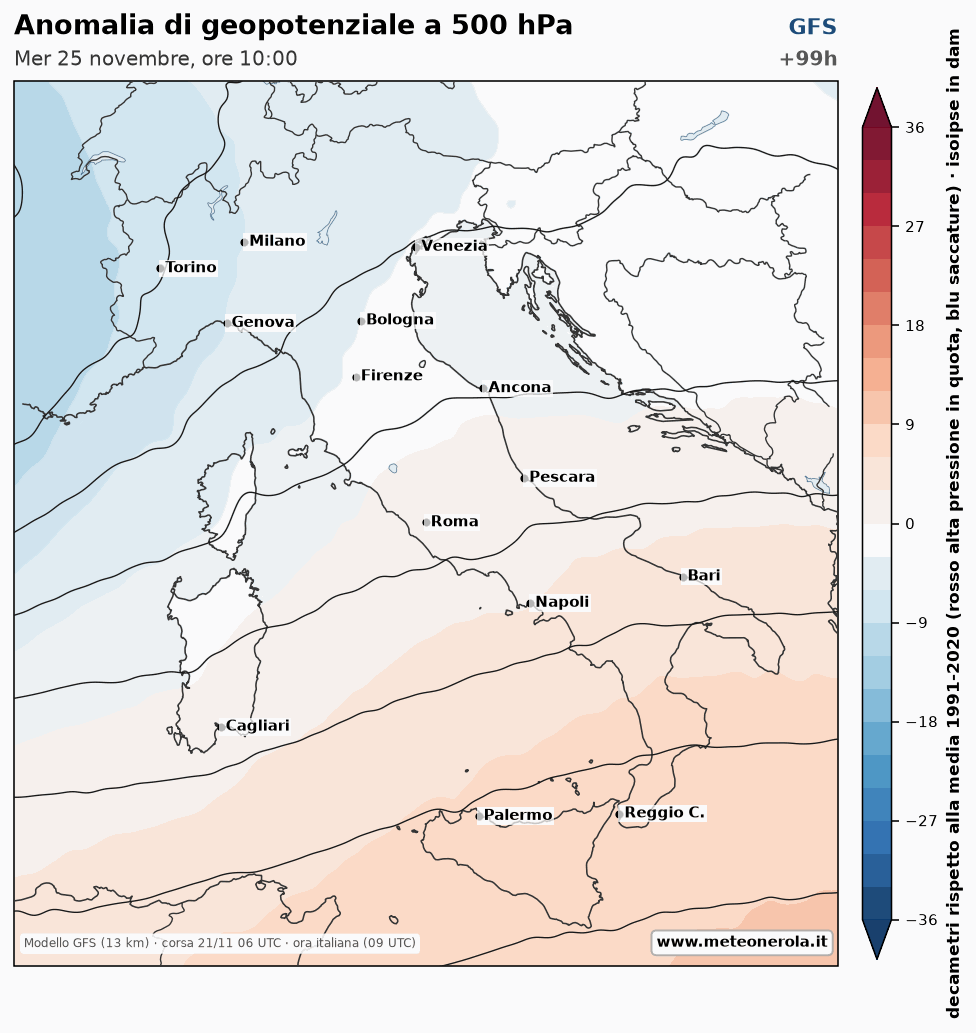 Anomalia di geopotenziale a 500 hPa
GFS
Mer 25 novembre, ore 10:00
+99h
Milano
Venezia
Torino
Genova
Bologna
Firenze
Ancona
Pescara
Roma
Bari
Napoli
Cagliari
Palermo
Reggio C.
Modello GFS (13 km) · corsa 21/11 06 UTC · ora italiana (09 UTC)
www.meteonerola.it
36
27
18
9
0
−9
−18
−27
−36
decametri rispetto alla media 1991-2020 (rosso alta pressione in quota, blu saccature) · isoipse in dam